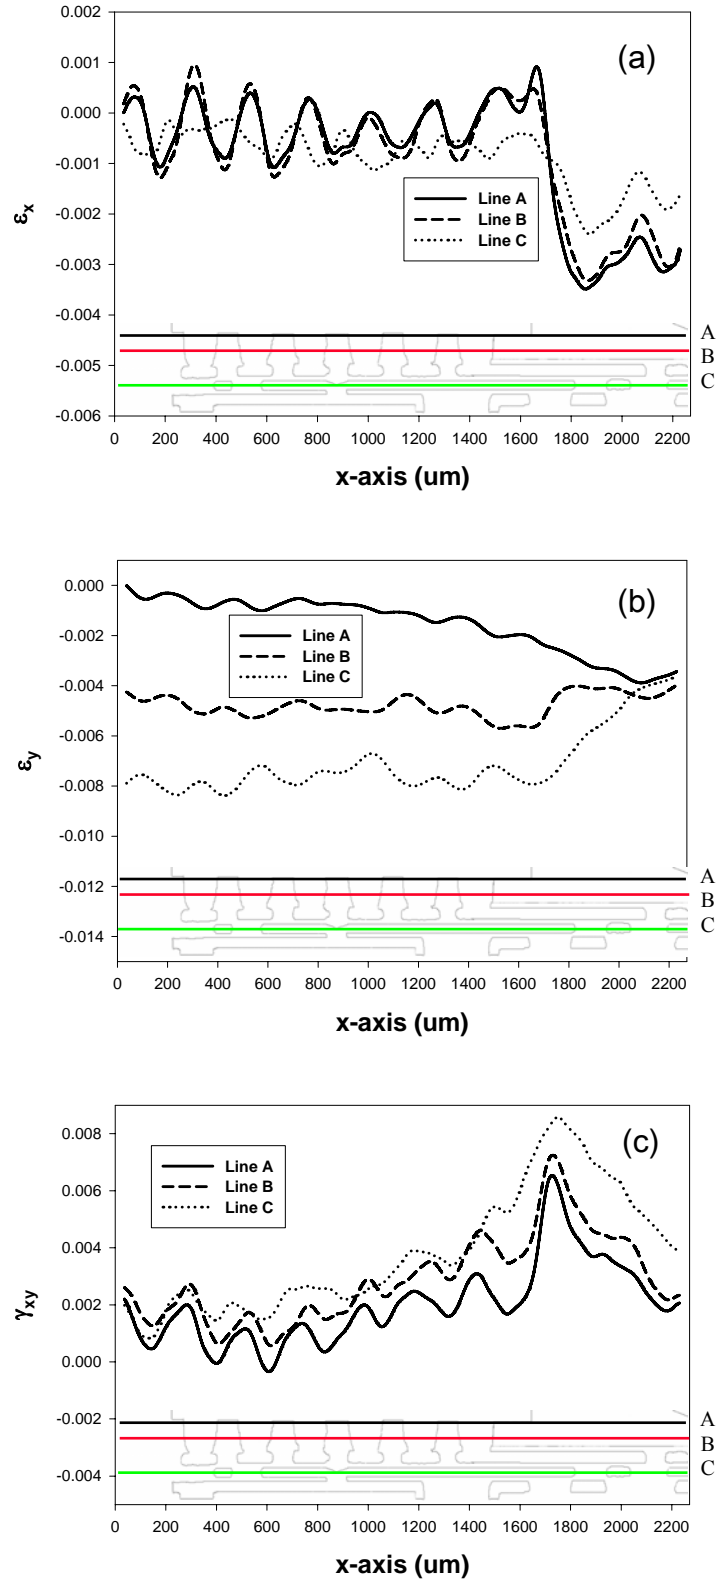 0.002
0.001
0.000
-0.001
-0.002
-0.003
-0.004
-0.005
-0.006
εx
(a)
Line A
Line B
Line C
A
B
C
0 200 400 600 800 1000 1200 1400 1600 1800 2000 2200
x-axis (um)
0.000
-0.002
-0.004
-0.006
-0.008
-0.010
-0.012
-0.014
εy
(b)
Line A
Line B
Line C
A
B
C
0 200 400 600 800 1000 1200 1400 1600 1800 2000 2200
x-axis (um)
0.008
0.006
0.004
0.002
0.000
-0.002
-0.004
γxy
(c)
Line A
Line B
Line C
A
B
C
0 200 400 600 800 1000 1200 1400 1600 1800 2000 2200
x-axis (um)